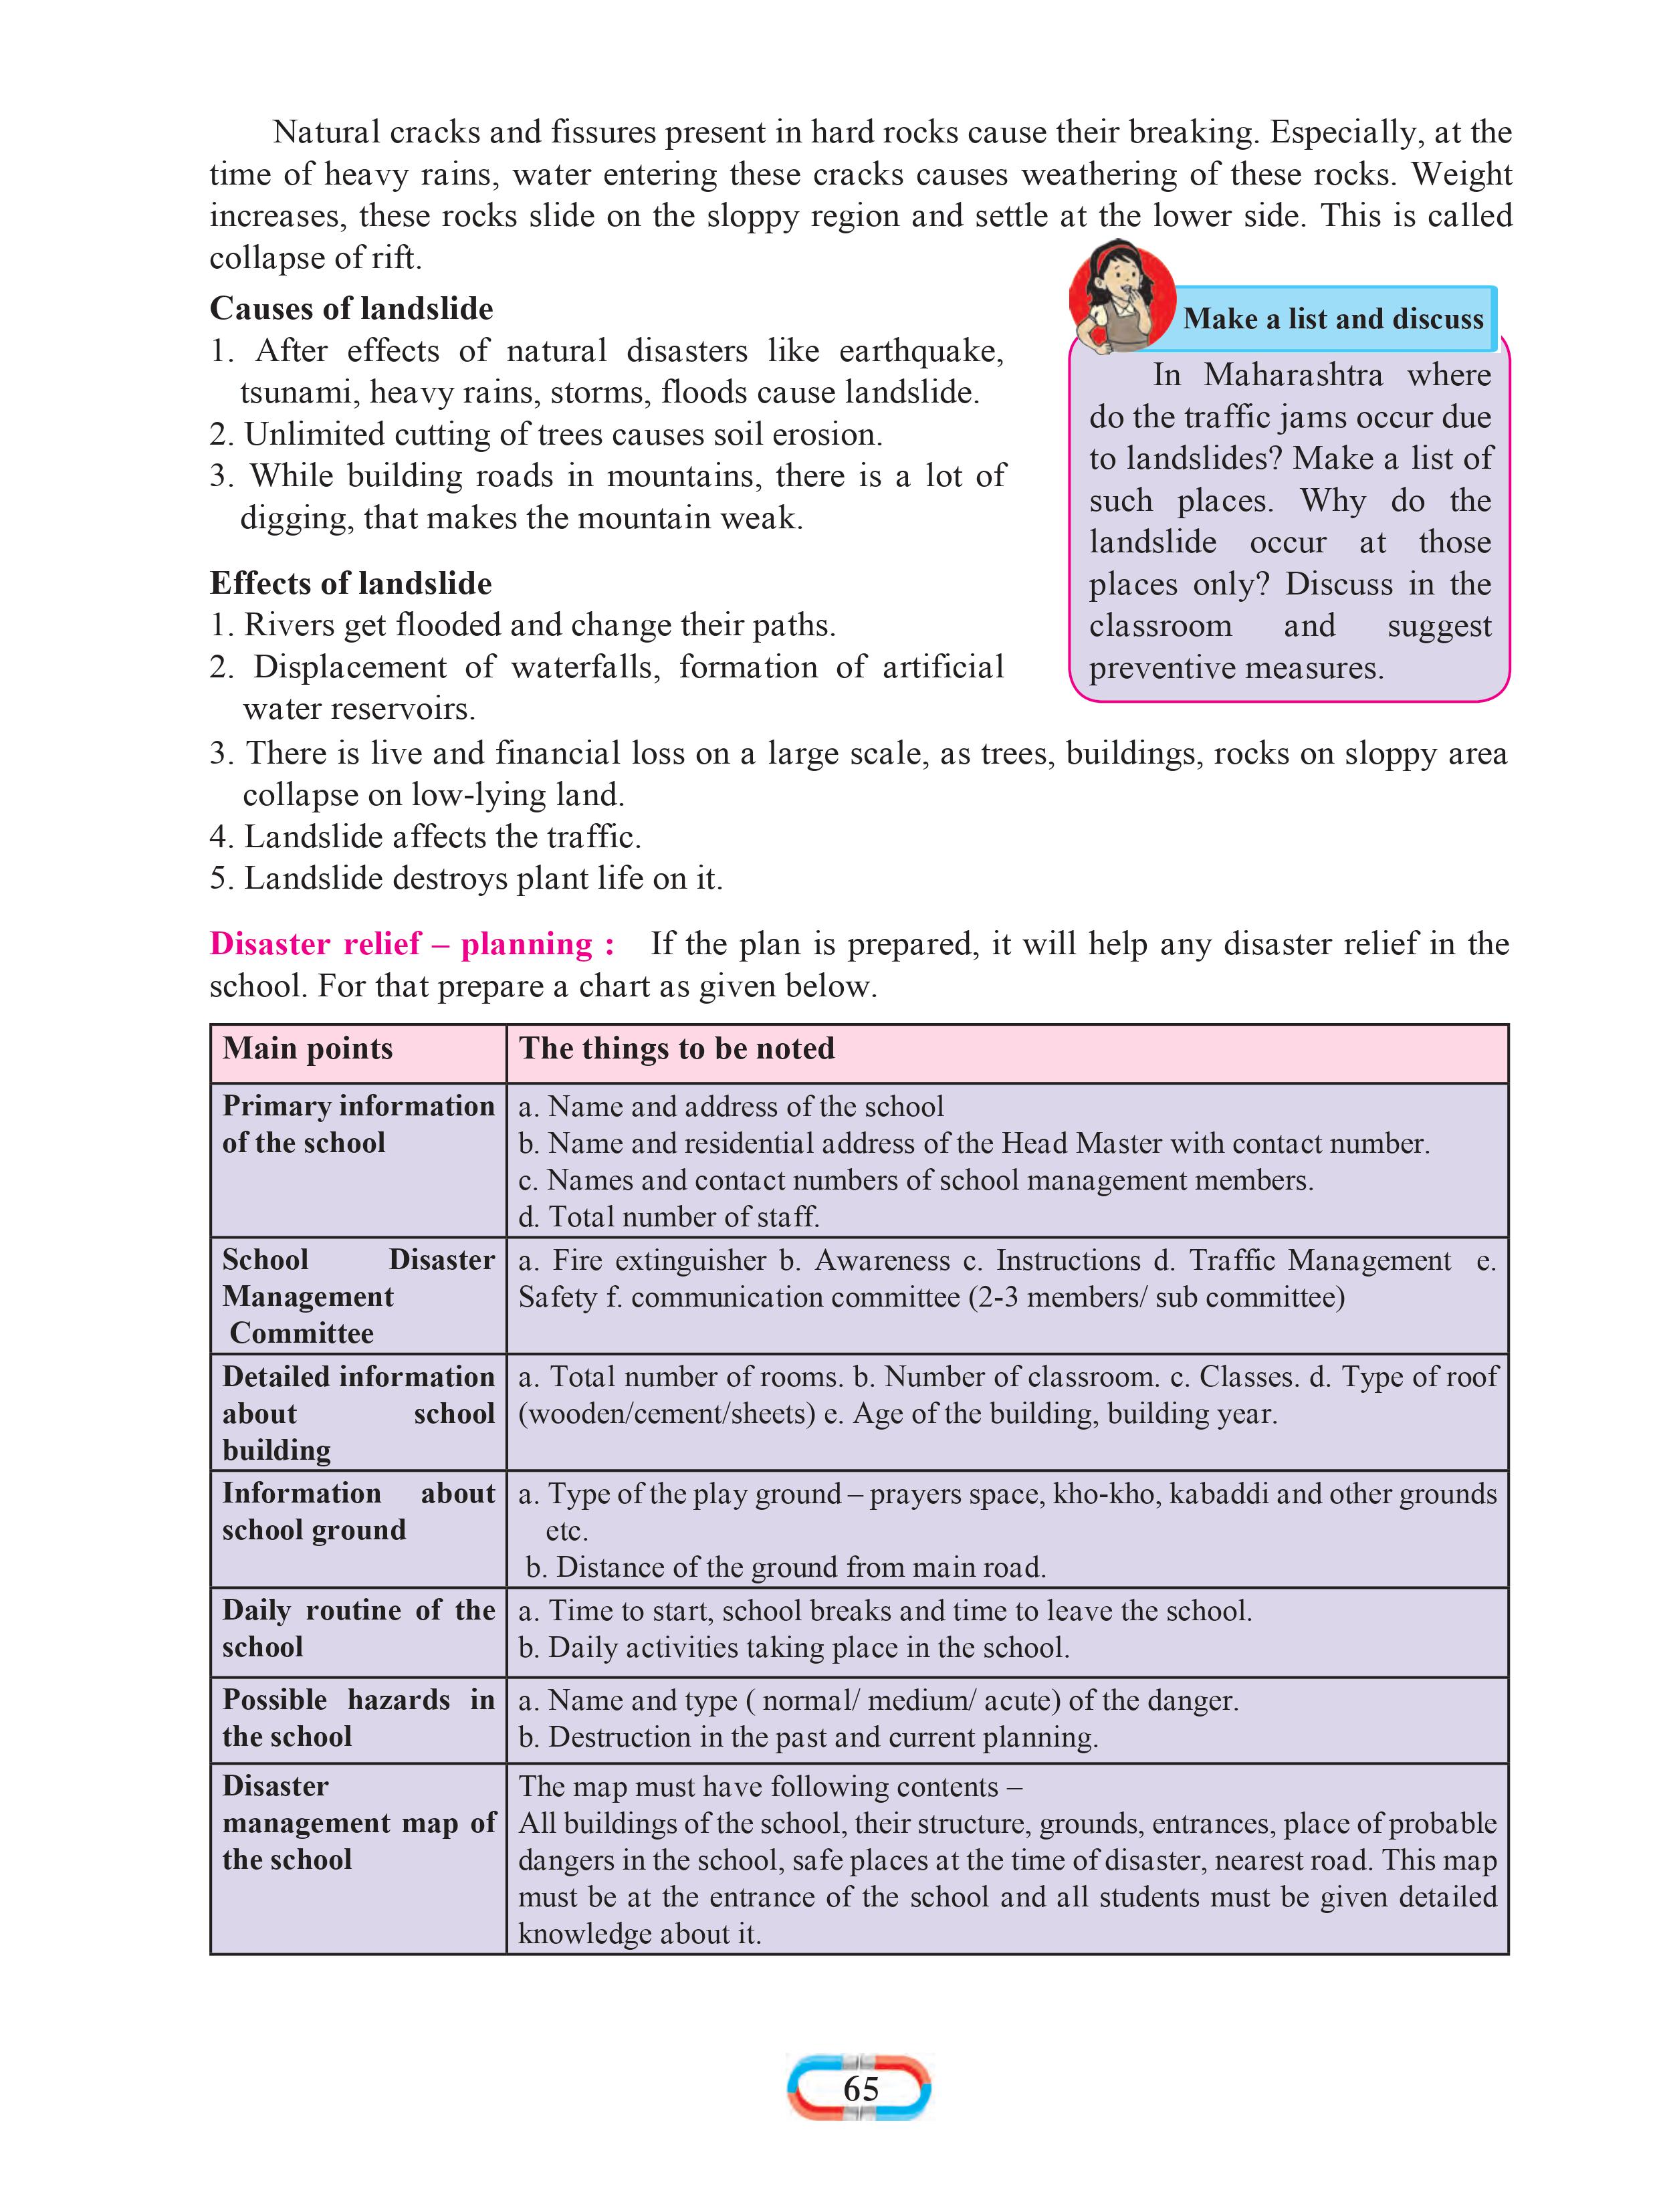 Natural cracks and fissures present in hard rocks cause their breaking. Especially, at the
time of heavy rains, water entering these cracks causes weathering of these rocks. Weight
increases, these rocks slide on the sloppy region and settle at the lower side. This is called
collapse of rift.
Causes of landslide
1. After effects of natural disasters like earthquake,
tsunami, heavy rains, storms, floods cause landslide.
2. Unlimited cutting of trees causes soil erosion.
3. While building roads in mountains, there is a lot of
digging, that makes the mountain weak.
Effects of landslide
1. Rivers get flooded and change their paths.
2. Displacement of waterfalls, formation of artificial
water reservoirs.
3. There is live and financial loss on a large scale, as trees, buildings, rocks on sloppy area
collapse on low-lying land.
4. Landslide affects the traffic.
5. Landslide destroys plant life on it.
Make a list and discuss
In Maharashtra where
do the traffic jams occur due
to landslides? Make a list of
such places. Why do the
landslide occur at those
places only? Discuss in the
classroom and suggest
preventive measures.
Disaster relief – planning : If the plan is prepared, it will help any disaster relief in the
school. For that prepare a chart as given below.
Main points
The things to be noted
Primary information
of the school
a. Name and address of the school
b. Name and residential address of the Head Master with contact number.
c. Names and contact numbers of school management members.
d. Total number of staff.
School Disaster
Management
Committee
a. Fire extinguisher b. Awareness c. Instructions d. Traffic Management e.
Safety f. communication committee (2-3 members/ sub committee)
Detailed information
about school
building
a. Total number of rooms. b. Number of classroom. c. Classes. d. Type of roof
(wooden/cement/sheets) e. Age of the building, building year.
Information about
school ground
a. Type of the play ground – prayers space, kho-kho, kabaddi and other grounds
etc.
b. Distance of the ground from main road.
Daily routine of the
school
a. Time to start, school breaks and time to leave the school.
b. Daily activities taking place in the school.
Possible hazards in
the school
a. Name and type ( normal/ medium/ acute) of the danger.
b. Destruction in the past and current planning.
Disaster
management map of
the school
The map must have following contents –
All buildings of the school, their structure, grounds, entrances, place of probable
dangers in the school, safe places at the time of disaster, nearest road. This map
must be at the entrance of the school and all students must be given detailed
knowledge about it.
65